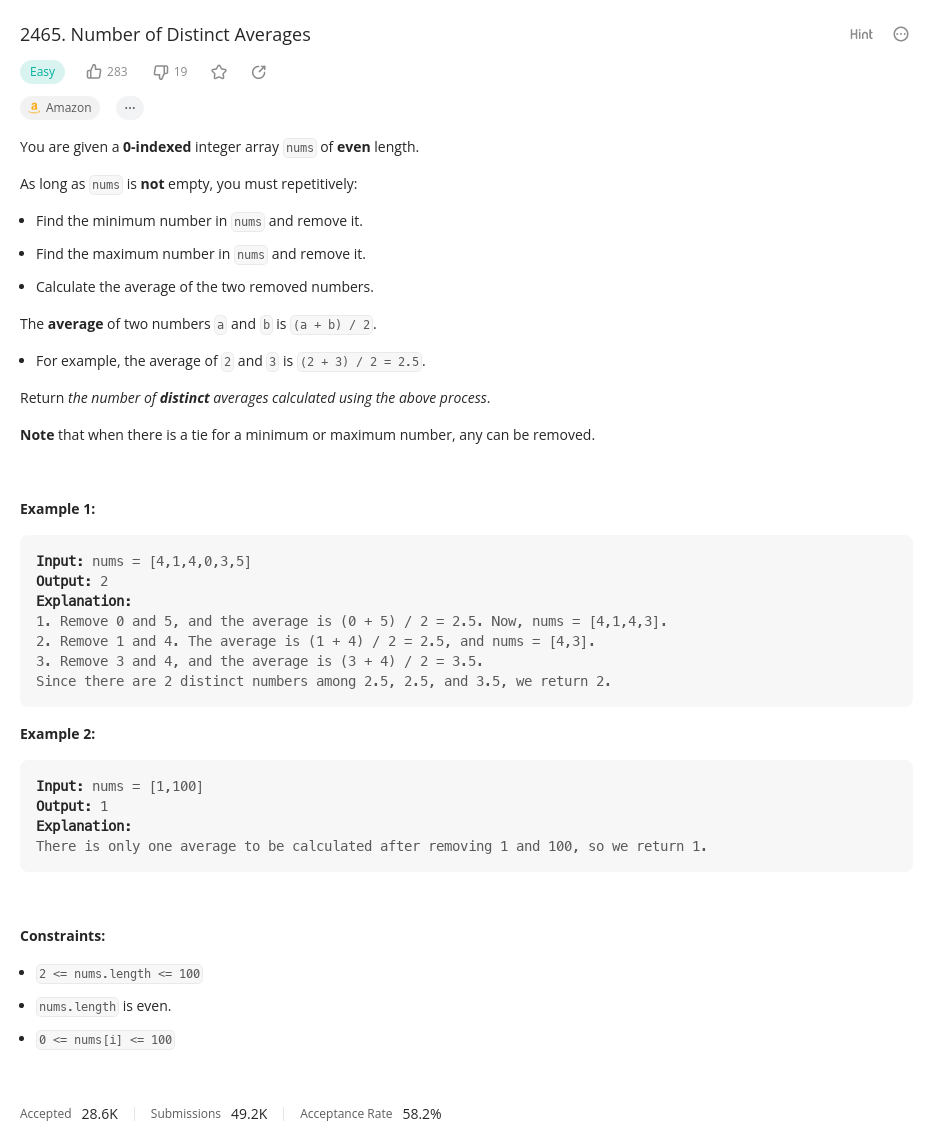 2465. Number of Distinct Averages
Hint
Easy 283 19
a Amazon ...
You are given a 0-indexed integer array nums of even length.
As long as nums is not empty, you must repetitively:
• Find the minimum number in nums and remove it.
• Find the maximum number in nums and remove it.
• Calculate the average of the two removed numbers.
The average of two numbers a and b is (a + b) / 2.
• For example, the average of 2 and 3 is (2 + 3) / 2 = 2.5.
Return the number of distinct averages calculated using the above process.
Note that when there is a tie for a minimum or maximum number, any can be removed.
Example 1:
Input: nums = [4,1,4,0,3,5]
Output: 2
Explanation:
1. Remove 0 and 5, and the average is (0 + 5) / 2 = 2.5. Now, nums = [4,1,4,3].
2. Remove 1 and 4. The average is (1 + 4) / 2 = 2.5, and nums = [4,3].
3. Remove 3 and 4, and the average is (3 + 4) / 2 = 3.5.
Since there are 2 distinct numbers among 2.5, 2.5, and 3.5, we return 2.
Example 2:
Input: nums = [1,100]
Output: 1
Explanation:
There is only one average to be calculated after removing 1 and 100, so we return 1.
Constraints:
• 2 <= nums.length <= 100
• nums.length is even.
• 0 <= nums[i] <= 100
Accepted 28.6K Submissions 49.2K Acceptance Rate 58.2%